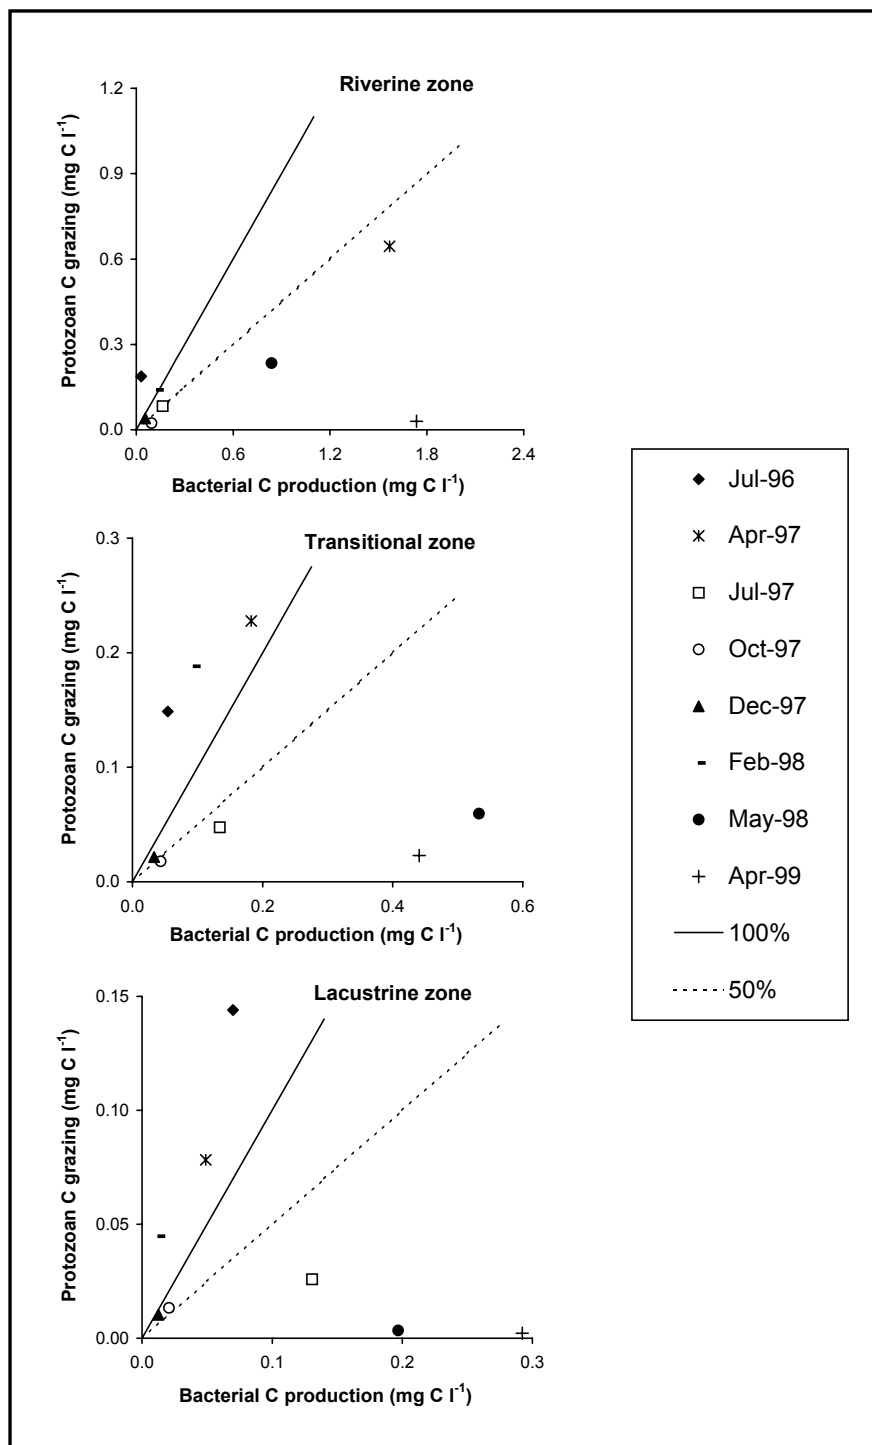 Riverine zone
Protozoan C grazing (mg C l⁻¹)
1.2
0.9
0.6
0.3
0.0
0.0 0.6 1.2 1.8 2.4
Bacterial C production (mg C l⁻¹)
Transitional zone
Protozoan C grazing (mg C l⁻¹)
0.3
0.2
0.1
0.0
0.0 0.2 0.4 0.6
Bacterial C production (mg C l⁻¹)
Lacustrine zone
Protozoan C grazing (mg C l⁻¹)
0.15
0.10
0.05
0.00
0.0 0.1 0.2 0.3
Bacterial C production (mg C l⁻¹)
Jul-96
Apr-97
Jul-97
Oct-97
Dec-97
Feb-98
May-98
Apr-99
100%
50%